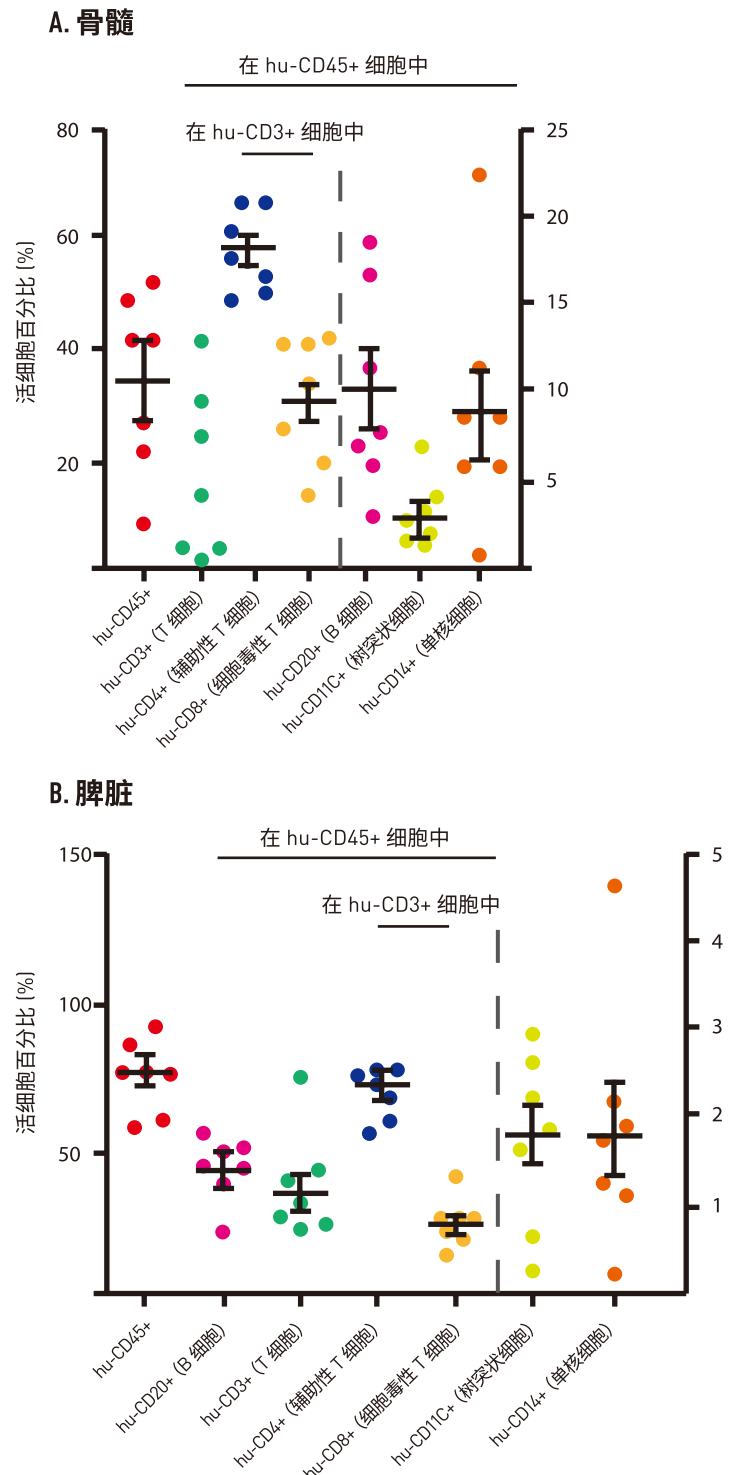 A. 骨髓
在 hu-CD45+ 细胞中
在 hu-CD3+ 细胞中
活细胞百分比 (%)
80
60
40
20
25
20
15
10
5
hu-CD45+
hu-CD3+ (T 细胞)
hu-CD4+ (辅助性 T 细胞)
hu-CD8+ (细胞毒性 T 细胞)
hu-CD20+ (B 细胞)
hu-CD11C+ (树突状细胞)
hu-CD14+ (单核细胞)
B. 脾脏
在 hu-CD45+ 细胞中
在 hu-CD3+ 细胞中
活细胞百分比 (%)
150
100
50
5
4
3
2
1
hu-CD45+
hu-CD20+ (B 细胞)
hu-CD3+ (T 细胞)
hu-CD4+ (辅助性 T 细胞)
hu-CD8+ (细胞毒性 T 细胞)
hu-CD11C+ (树突状细胞)
hu-CD14+ (单核细胞)